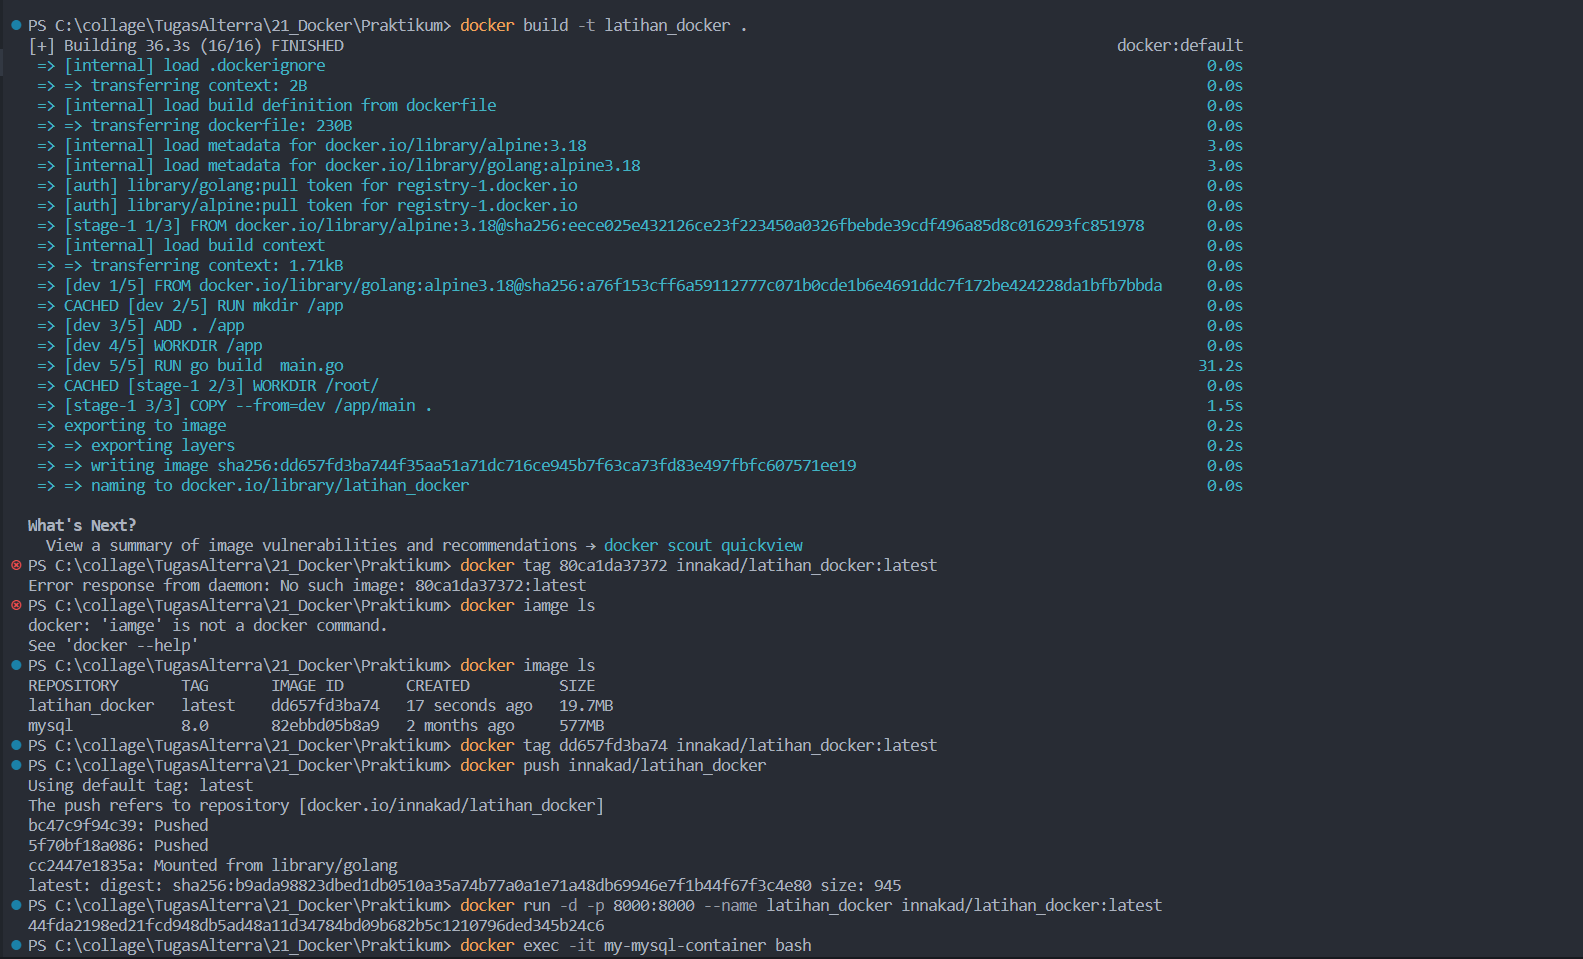 PS C:\collage\TugasAlterra\21_Docker\Praktikum> docker build -t latihan_docker .
[+] Building 36.3s (16/16) FINISHED docker:default
=> [internal] load .dockerignore 0.0s
=> => transferring context: 2B 0.0s
=> [internal] load build definition from dockerfile 0.0s
=> => transferring dockerfile: 230B 0.0s
=> [internal] load metadata for docker.io/library/alpine:3.18 3.0s
=> [internal] load metadata for docker.io/library/golang:alpine3.18 3.0s
=> [auth] library/golang:pull token for registry-1.docker.io 0.0s
=> [auth] library/alpine:pull token for registry-1.docker.io 0.0s
=> [stage-1 1/3] FROM docker.io/library/alpine:3.18@sha256:eece025e432126ce23f223450a0326fbebde39cdf496a85d8c016293fc851978 0.0s
=> [internal] load build context 0.0s
=> => transferring context: 1.71kB 0.0s
=> [dev 1/5] FROM docker.io/library/golang:alpine3.18@sha256:a76f153cff6a59112777c071b0cde1b6e4691ddc7f172be424228da1bfb7bbda 0.0s
=> CACHED [dev 2/5] RUN mkdir /app 0.0s
=> [dev 3/5] ADD . /app 0.0s
=> [dev 4/5] WORKDIR /app 0.0s
=> [dev 5/5] RUN go build  main.go 31.2s
=> CACHED [stage-1 2/3] WORKDIR /root/ 0.0s
=> [stage-1 3/3] COPY --from=dev /app/main . 1.5s
=> exporting to image 0.2s
=> => exporting layers 0.2s
=> => writing image sha256:dd657fd3ba744f35aa51a71dc716ce945b7f63ca73fd83e497fbfc607571ee19 0.0s
=> => naming to docker.io/library/latihan_docker 0.0s
What's Next?
View a summary of image vulnerabilities and recommendations → docker scout quickview
PS C:\collage\TugasAlterra\21_Docker\Praktikum> docker tag 80ca1da37372 innakad/latihan_docker:latest
Error response from daemon: No such image: 80ca1da37372:latest
PS C:\collage\TugasAlterra\21_Docker\Praktikum> docker iamge ls
docker: 'iamge' is not a docker command.
See 'docker --help'
PS C:\collage\TugasAlterra\21_Docker\Praktikum> docker image ls
REPOSITORY TAG IMAGE ID CREATED SIZE
latihan_docker latest dd657fd3ba74 17 seconds ago 19.7MB
mysql 8.0 82ebbd05b8a9 2 months ago 577MB
PS C:\collage\TugasAlterra\21_Docker\Praktikum> docker tag dd657fd3ba74 innakad/latihan_docker:latest
PS C:\collage\TugasAlterra\21_Docker\Praktikum> docker push innakad/latihan_docker
Using default tag: latest
The push refers to repository [docker.io/innakad/latihan_docker]
bc47c9f94c39: Pushed
5f70bf18a086: Pushed
cc2447e1835a: Mounted from library/golang
latest: digest: sha256:b9ada98823dbed1db0510a35a74b77a0a1e71a48db69946e7f1b44f67f3c4e80 size: 945
PS C:\collage\TugasAlterra\21_Docker\Praktikum> docker run -d -p 8000:8000 --name latihan_docker innakad/latihan_docker:latest
44fda2198ed21fcd948db5ad48a11d34784bd09b682b5c1210796ded345b24c6
PS C:\collage\TugasAlterra\21_Docker\Praktikum> docker exec -it my-mysql-container bash